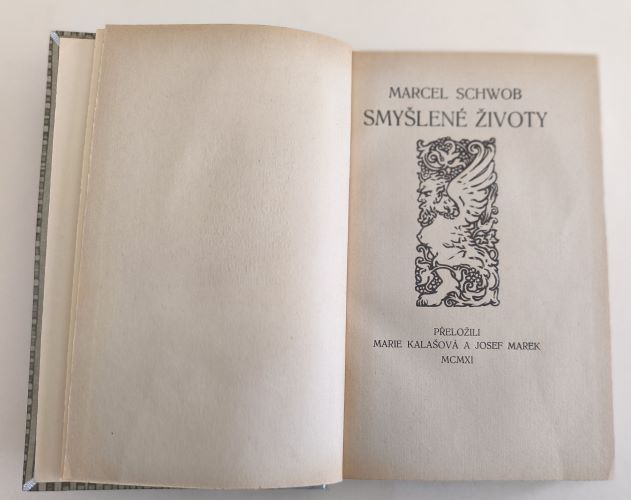 MARCEL SCHWOB
SMYŠLENÉ ŽIVOTY
PŘELOŽILI
MARIE KALAŠOVÁ A JOSEF MAREK
MCMXI